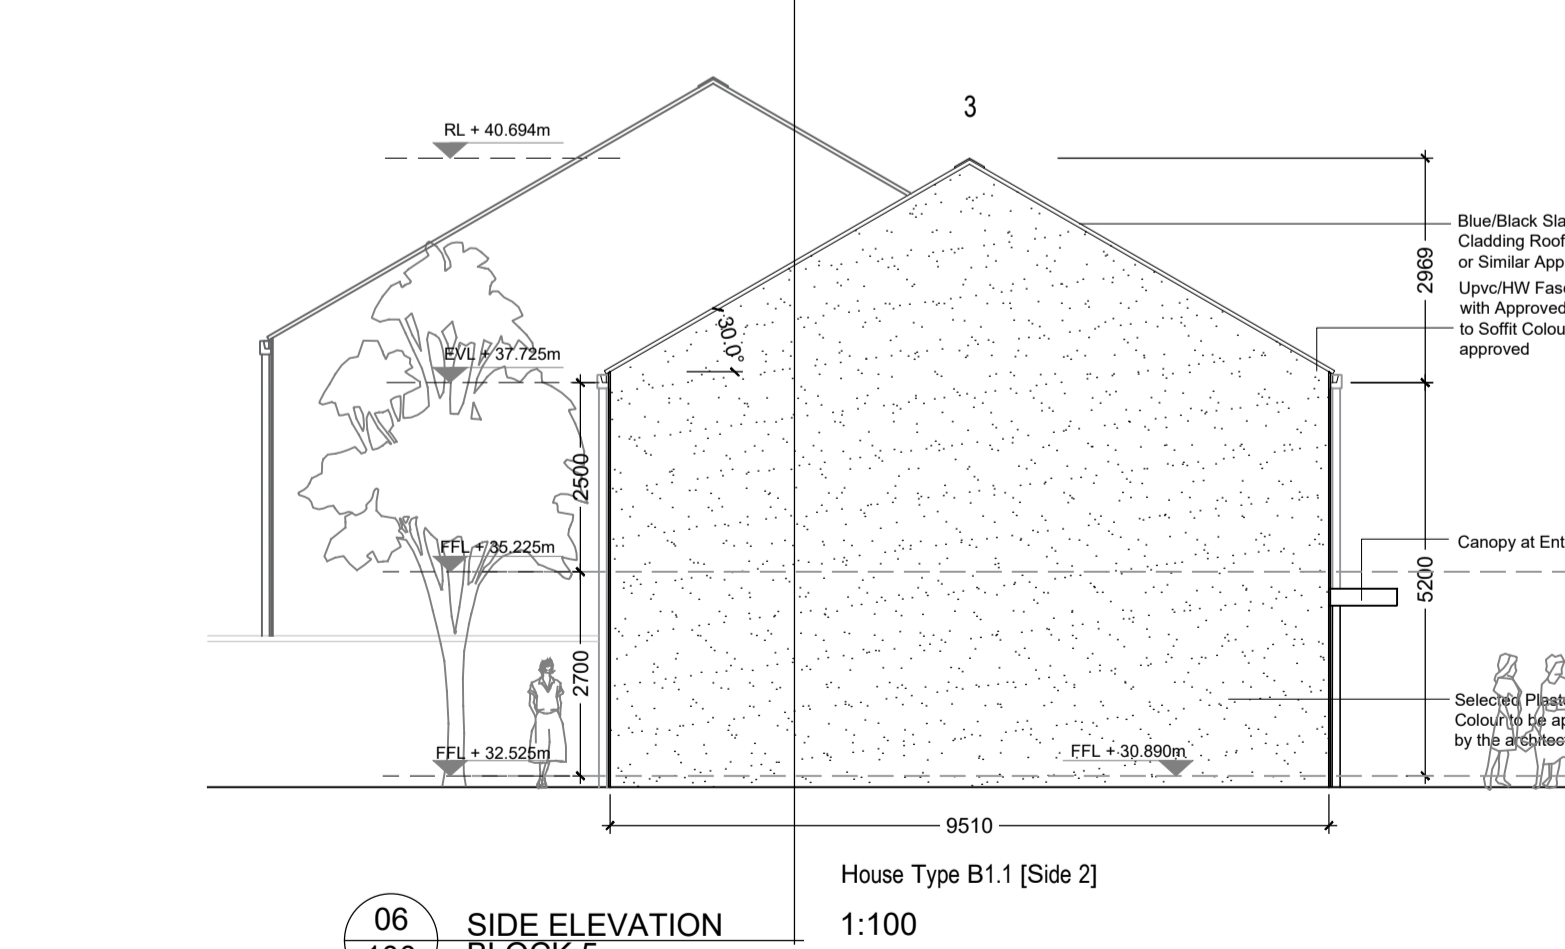 3
RL + 40.694m
Blue/Black Sla
Cladding Roof
or Similar App
2969
Upvc/HW Fasc
with Approved
to Soffit Colou
approved
30.0°
EVL + 37.725m
2500
FFL + 35.225m
Canopy at Ent
5200
2700
Selected Plast
Colour to be ap
by the architec
FFL + 32.525m
FFL + 30.890m
9510
House Type B1.1 [Side 2]
06
SIDE ELEVATION
1:100
BLOCK 5